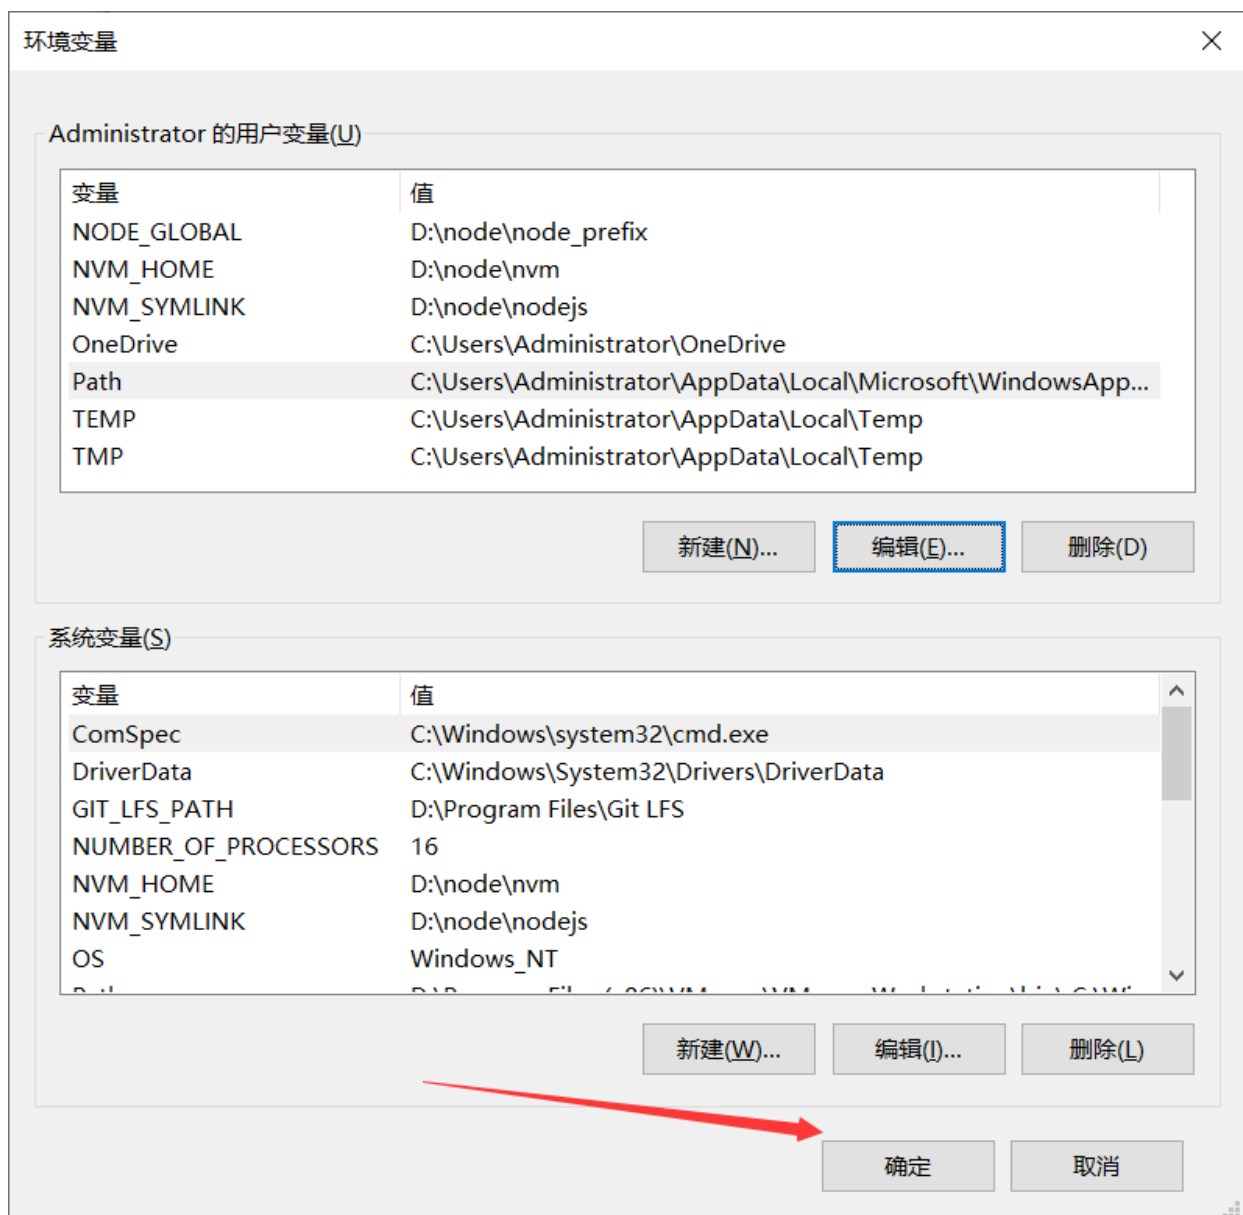 环境变量
Administrator 的用户变量(U)
变量 值
NODE_GLOBAL D:\node\node_prefix
NVM_HOME D:\node\nvm
NVM_SYMLINK D:\node\nodejs
OneDrive C:\Users\Administrator\OneDrive
Path C:\Users\Administrator\AppData\Local\Microsoft\WindowsApp...
TEMP C:\Users\Administrator\AppData\Local\Temp
TMP C:\Users\Administrator\AppData\Local\Temp
新建(N)... 编辑(E)... 删除(D)
系统变量(S)
变量 值
ComSpec C:\Windows\system32\cmd.exe
DriverData C:\Windows\System32\Drivers\DriverData
GIT_LFS_PATH D:\Program Files\Git LFS
NUMBER_OF_PROCESSORS 16
NVM_HOME D:\node\nvm
NVM_SYMLINK D:\node\nodejs
OS Windows_NT
新建(W)... 编辑(I)... 删除(L)
确定 取消